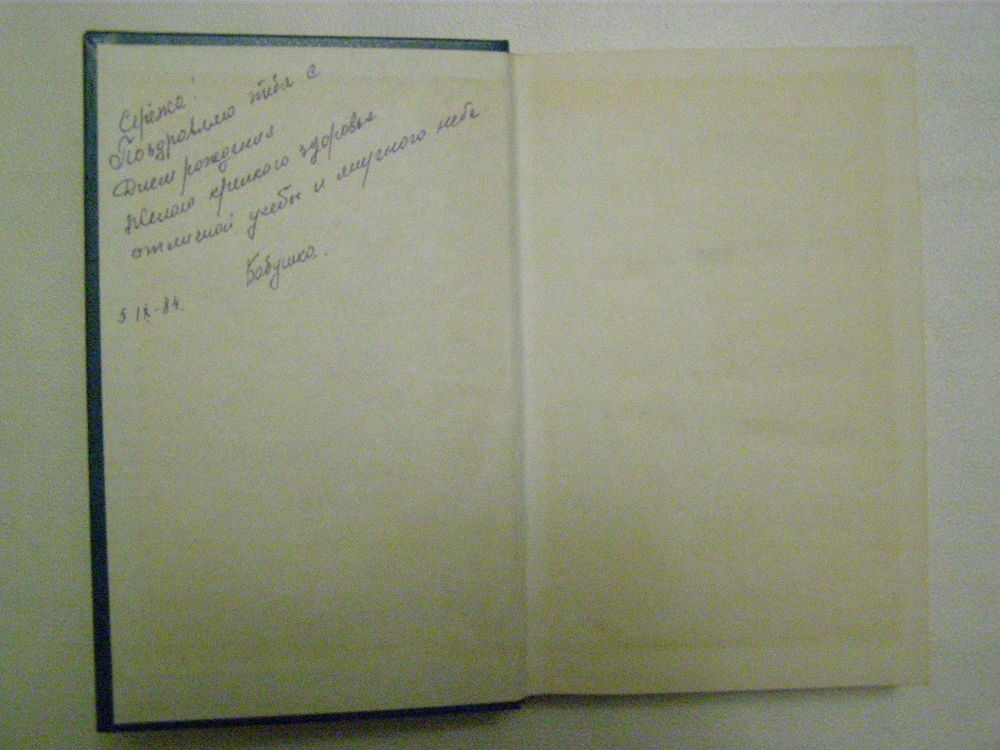 Серёжа!
Поздравляю тебя с
Днем рождения
Желаю крепкого здоровья
отличной учебы и мирного неба
Бабушка.
5 IX-84.